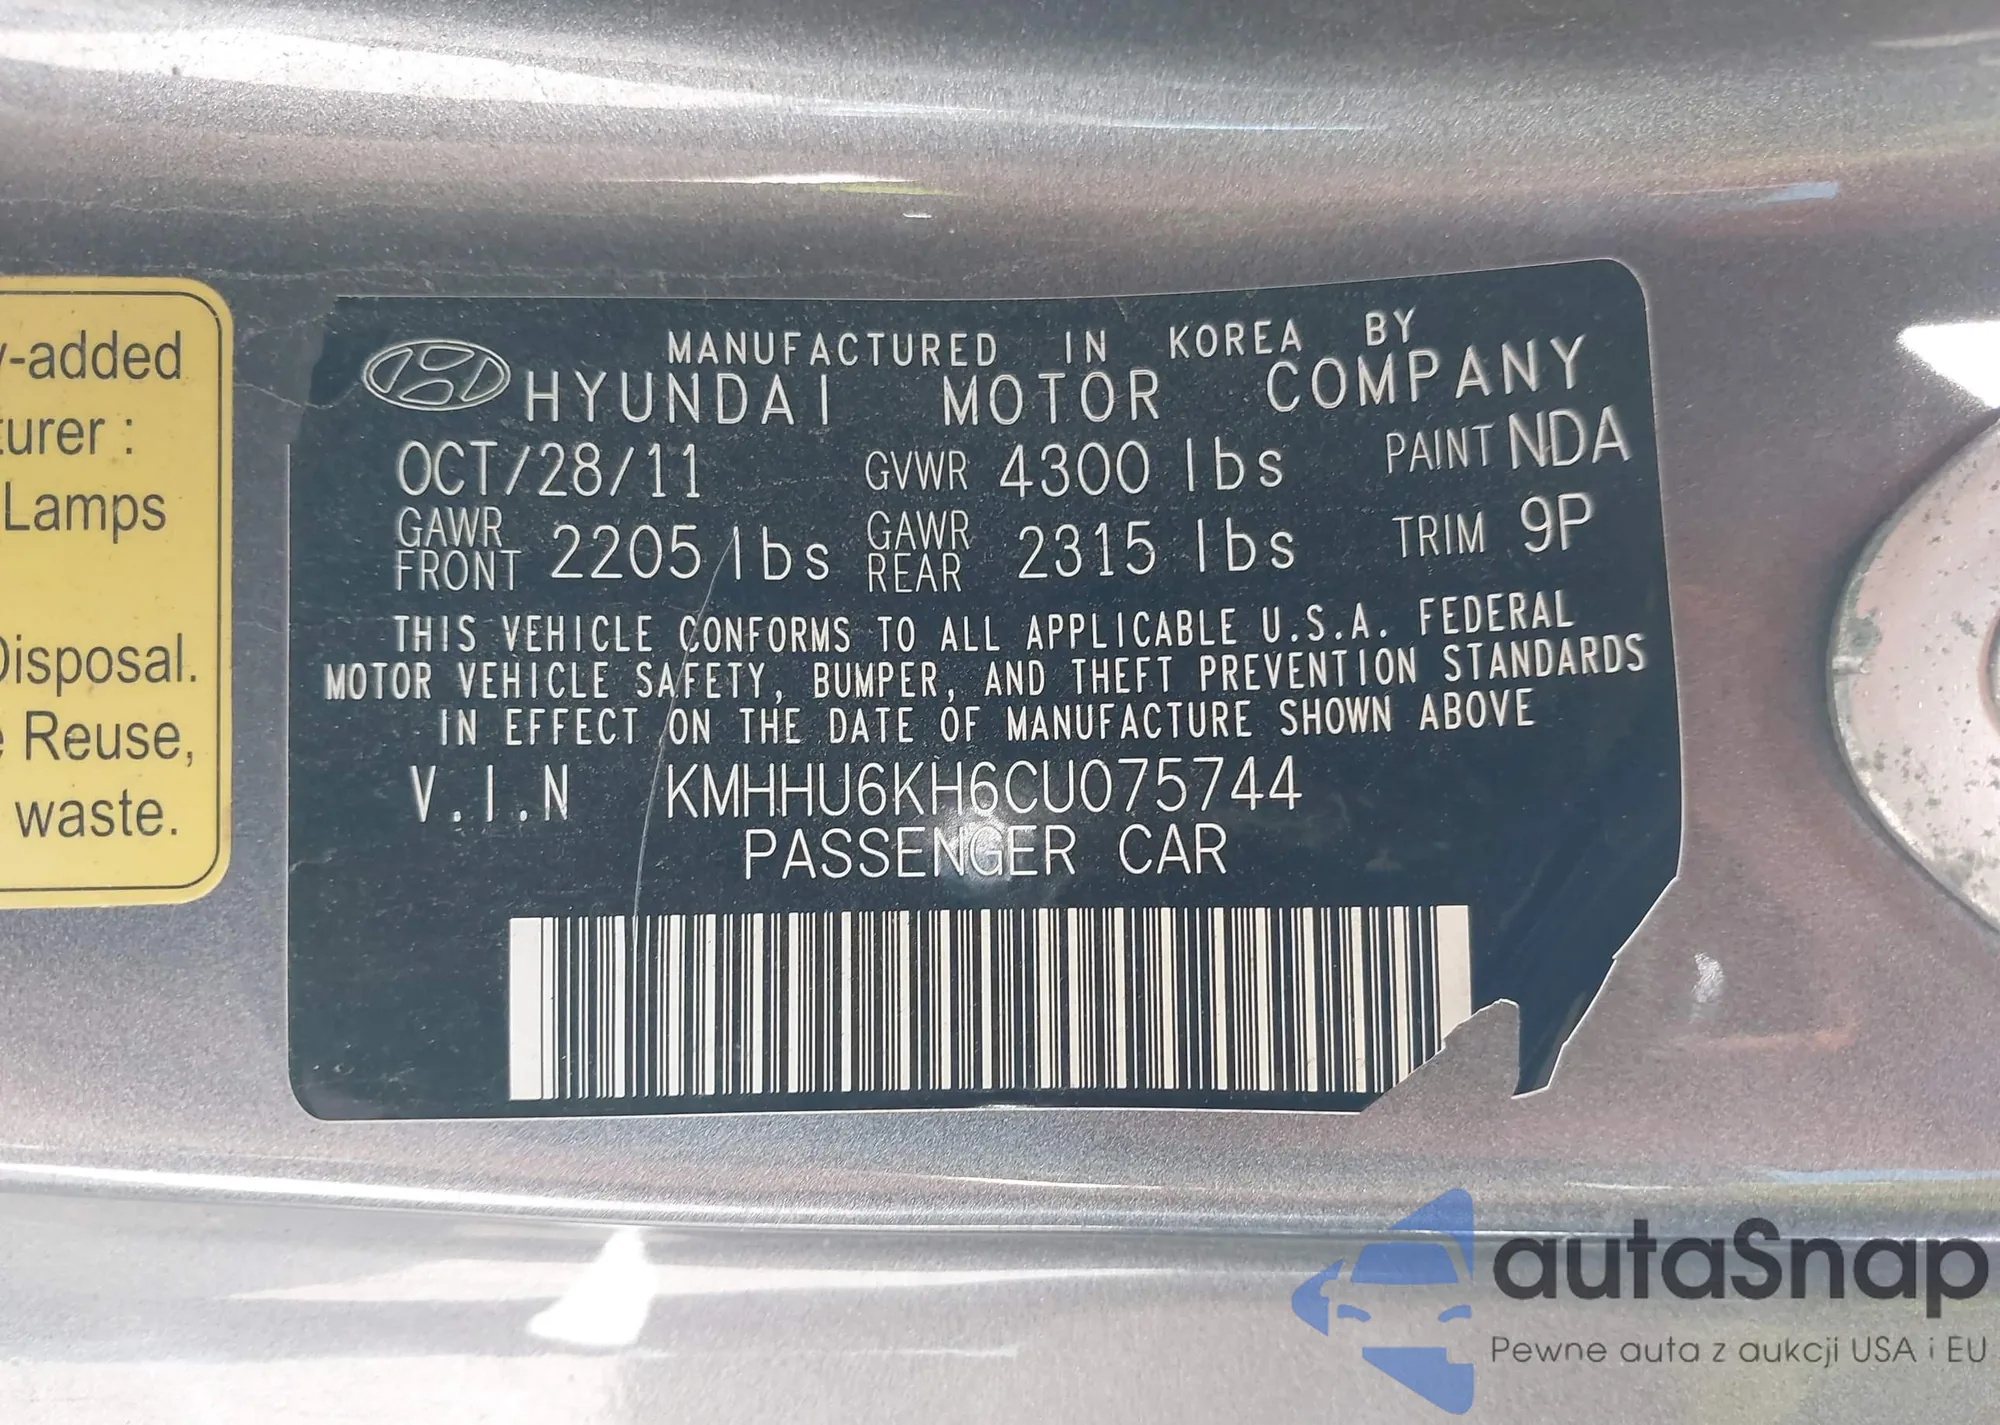 y-added
turer :
Lamps
Disposal.
e Reuse,
waste.
MANUFACTURED IN KOREA BY
HYUNDAI MOTOR COMPANY
OCT/28/11 GVWR 4300 lbs PAINT NDA
GAWR FRONT 2205 lbs GAWR REAR 2315 lbs TRIM 9P
THIS VEHICLE CONFORMS TO ALL APPLICABLE U.S.A. FEDERAL
MOTOR VEHICLE SAFETY, BUMPER, AND THEFT PREVENTION STANDARDS
IN EFFECT ON THE DATE OF MANUFACTURE SHOWN ABOVE
V.I.N KMHHU6KH6CU075744
PASSENGER CAR
autaSnap
Pewne auta z aukcji USA i EU